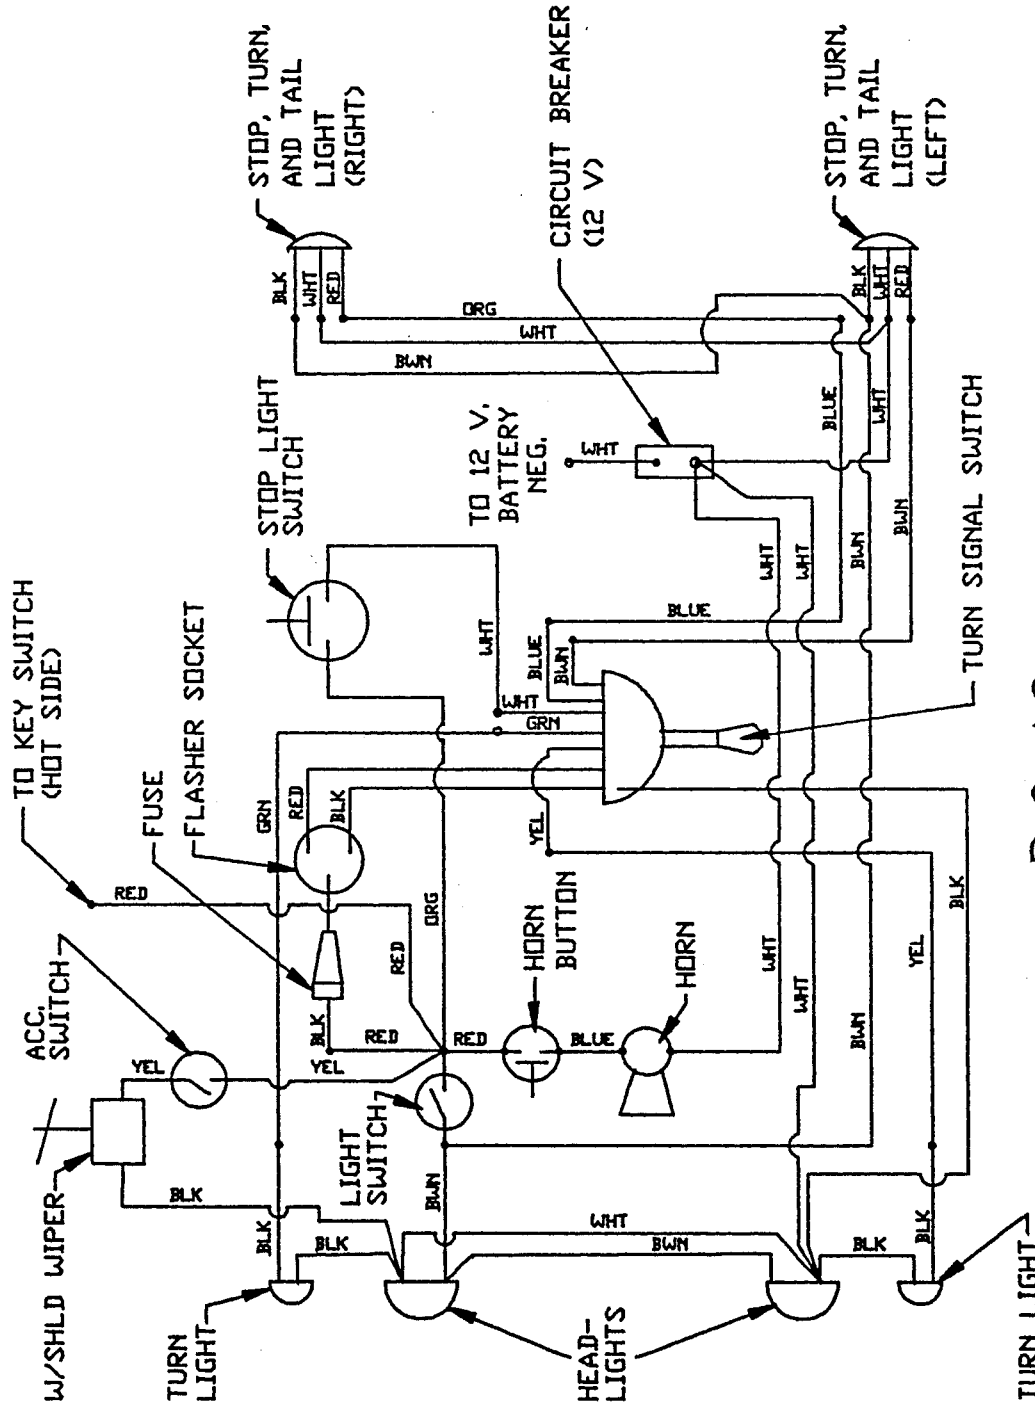 TO KEY SWITCH
(HOT SIDE)
ACC.
SWITCH
W/SHLD WIPER
FUSE
FLASHER SOCKET
STOP LIGHT
SWITCH
STOP, TURN,
AND TAIL
LIGHT
(RIGHT)
TURN
LIGHT
LIGHT
SWITCH
HEAD-
LIGHTS
HORN
BUTTON
HORN
TO 12 V.
BATTERY
NEG.
CIRCUIT BREAKER
(12 V)
STOP, TURN,
AND TAIL
LIGHT
(LEFT)
TURN SIGNAL SWITCH
TURN LIGHT
YEL
BLK
RED
YEL
BLK
BLK
GRN
RED
BLK
BLK
RED
RED
ORG
RED
BLUE
BWN
WHT
BWN
BLK
BLK
WHT
WHT
GRN
BLUE
BWN
YEL
BLK
YEL
WHT
WHT
BWN
WHT
WHT
BWN
BLUE
WHT
BLUE
WHT
BWN
BLK
WHT
RED
ORG
WHT
BWN
BLK
WHT
RED